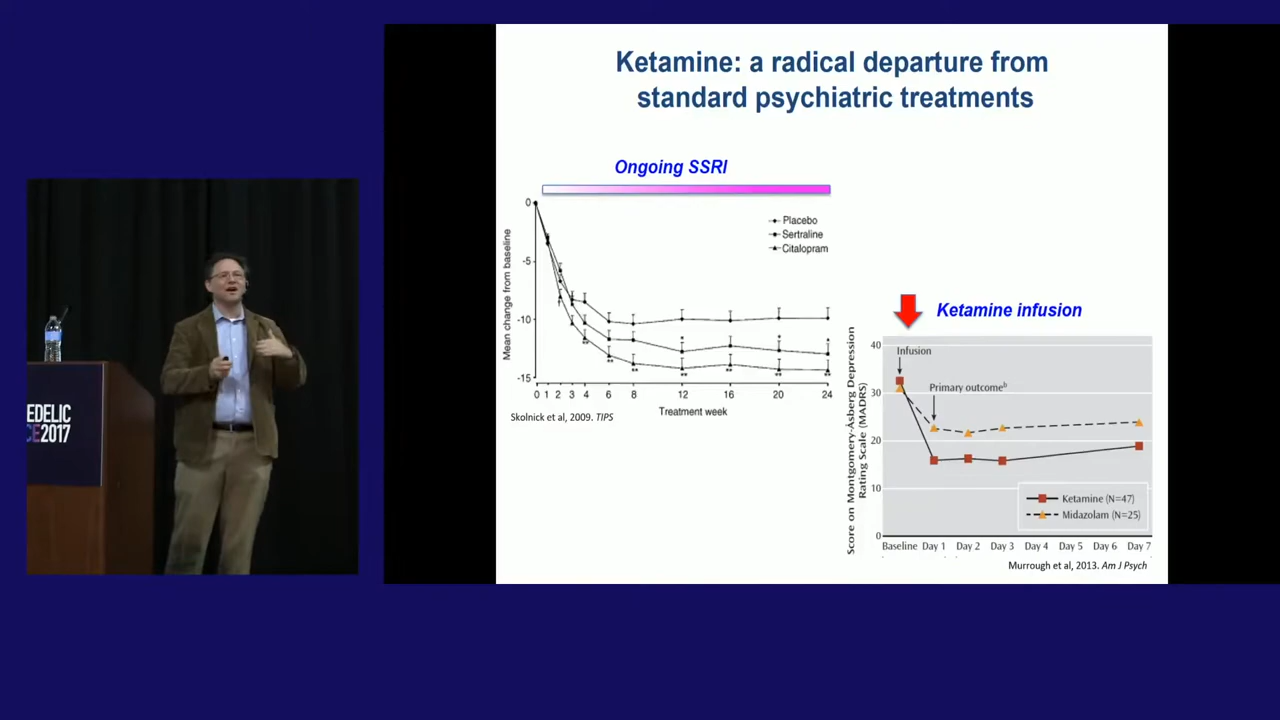 Ketamine: a radical departure from
standard psychiatric treatments
Ongoing SSRI
0
-5
-10
-15
Mean change from baseline
Placebo
Sertraline
Citalopram
0 1 2 3 4 6 8 12 16 20 24
Treatment week
Skolnick et al, 2009. TIPS
Ketamine infusion
Score on Montgomery-Åsberg Depression
Rating Scale (MADRS)
40
30
20
10
0
Infusion
Primary outcomeᵇ
Ketamine (N=47)
Midazolam (N=25)
Baseline Day 1 Day 2 Day 3 Day 4 Day 5 Day 6 Day 7
Murrough et al, 2013. Am J Psych
EDELIC
CE2017